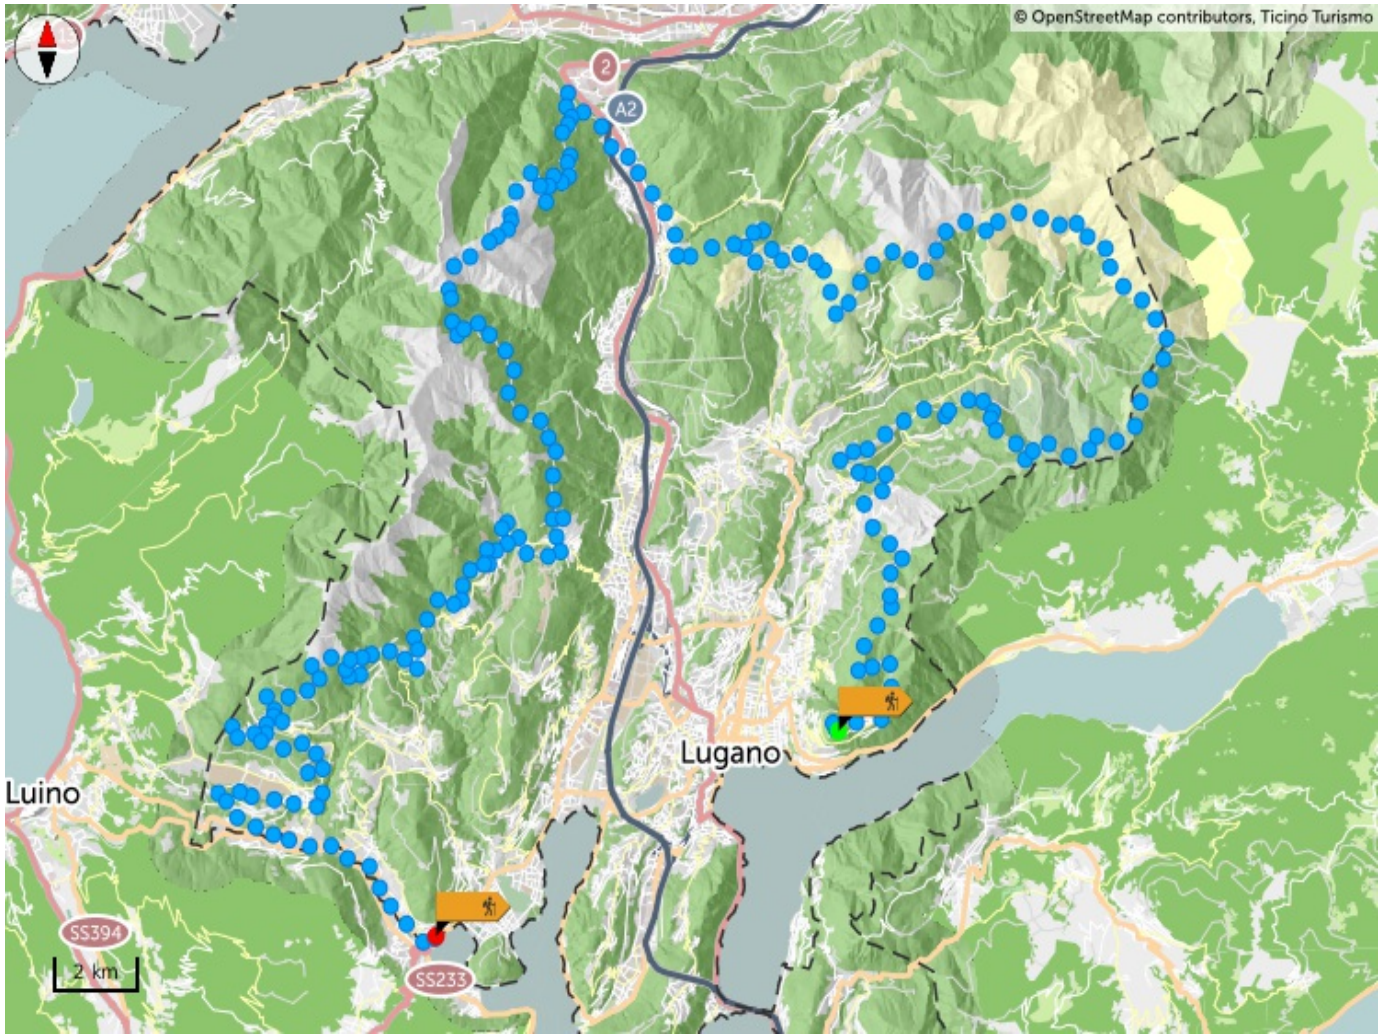 © OpenStreetMap contributors, Ticino Turismo
2
A2
Lugano
Luino
SS394
2 km
SS233